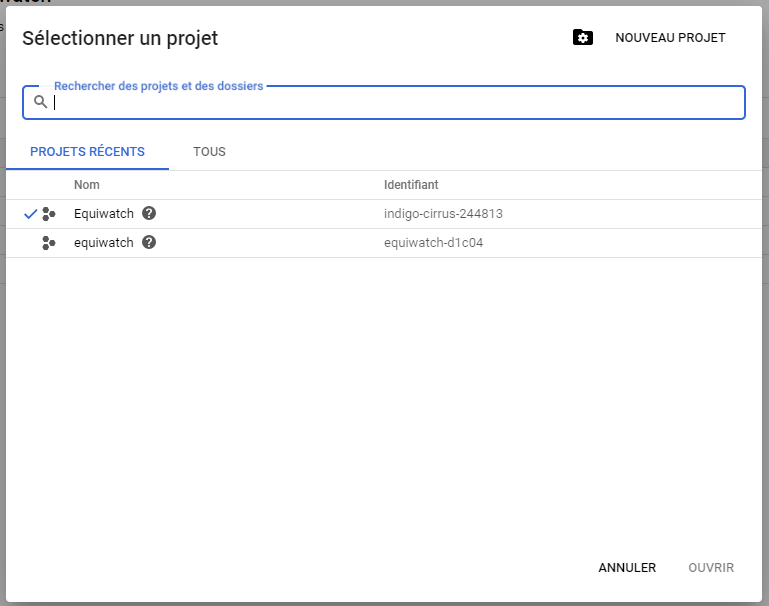 Sélectionner un projet
NOUVEAU PROJET
Rechercher des projets et des dossiers
PROJETS RÉCENTS TOUS
Nom Identifiant
Equiwatch indigo-cirrus-244813
equiwatch equiwatch-d1c04
ANNULER OUVRIR